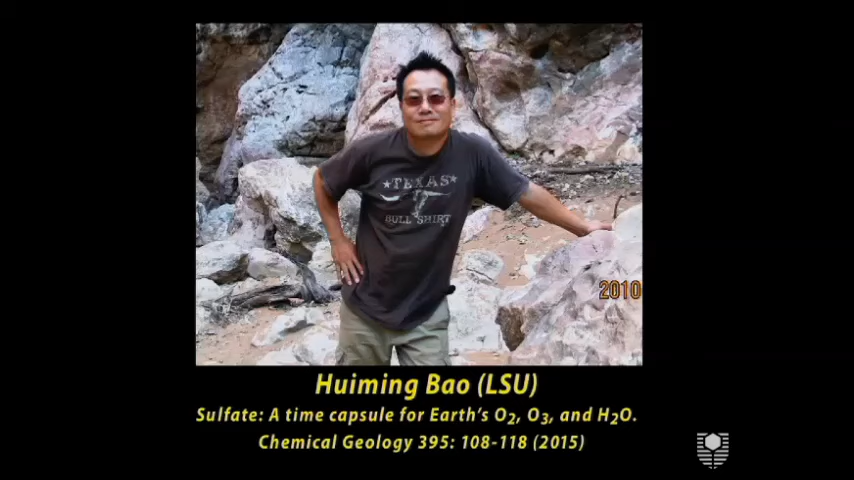 ★TEXAS★
BULL SHIRT
2010
Huiming Bao (LSU)
Sulfate: A time capsule for Earth's O₂, O₃, and H₂O.
Chemical Geology 395: 108-118 (2015)